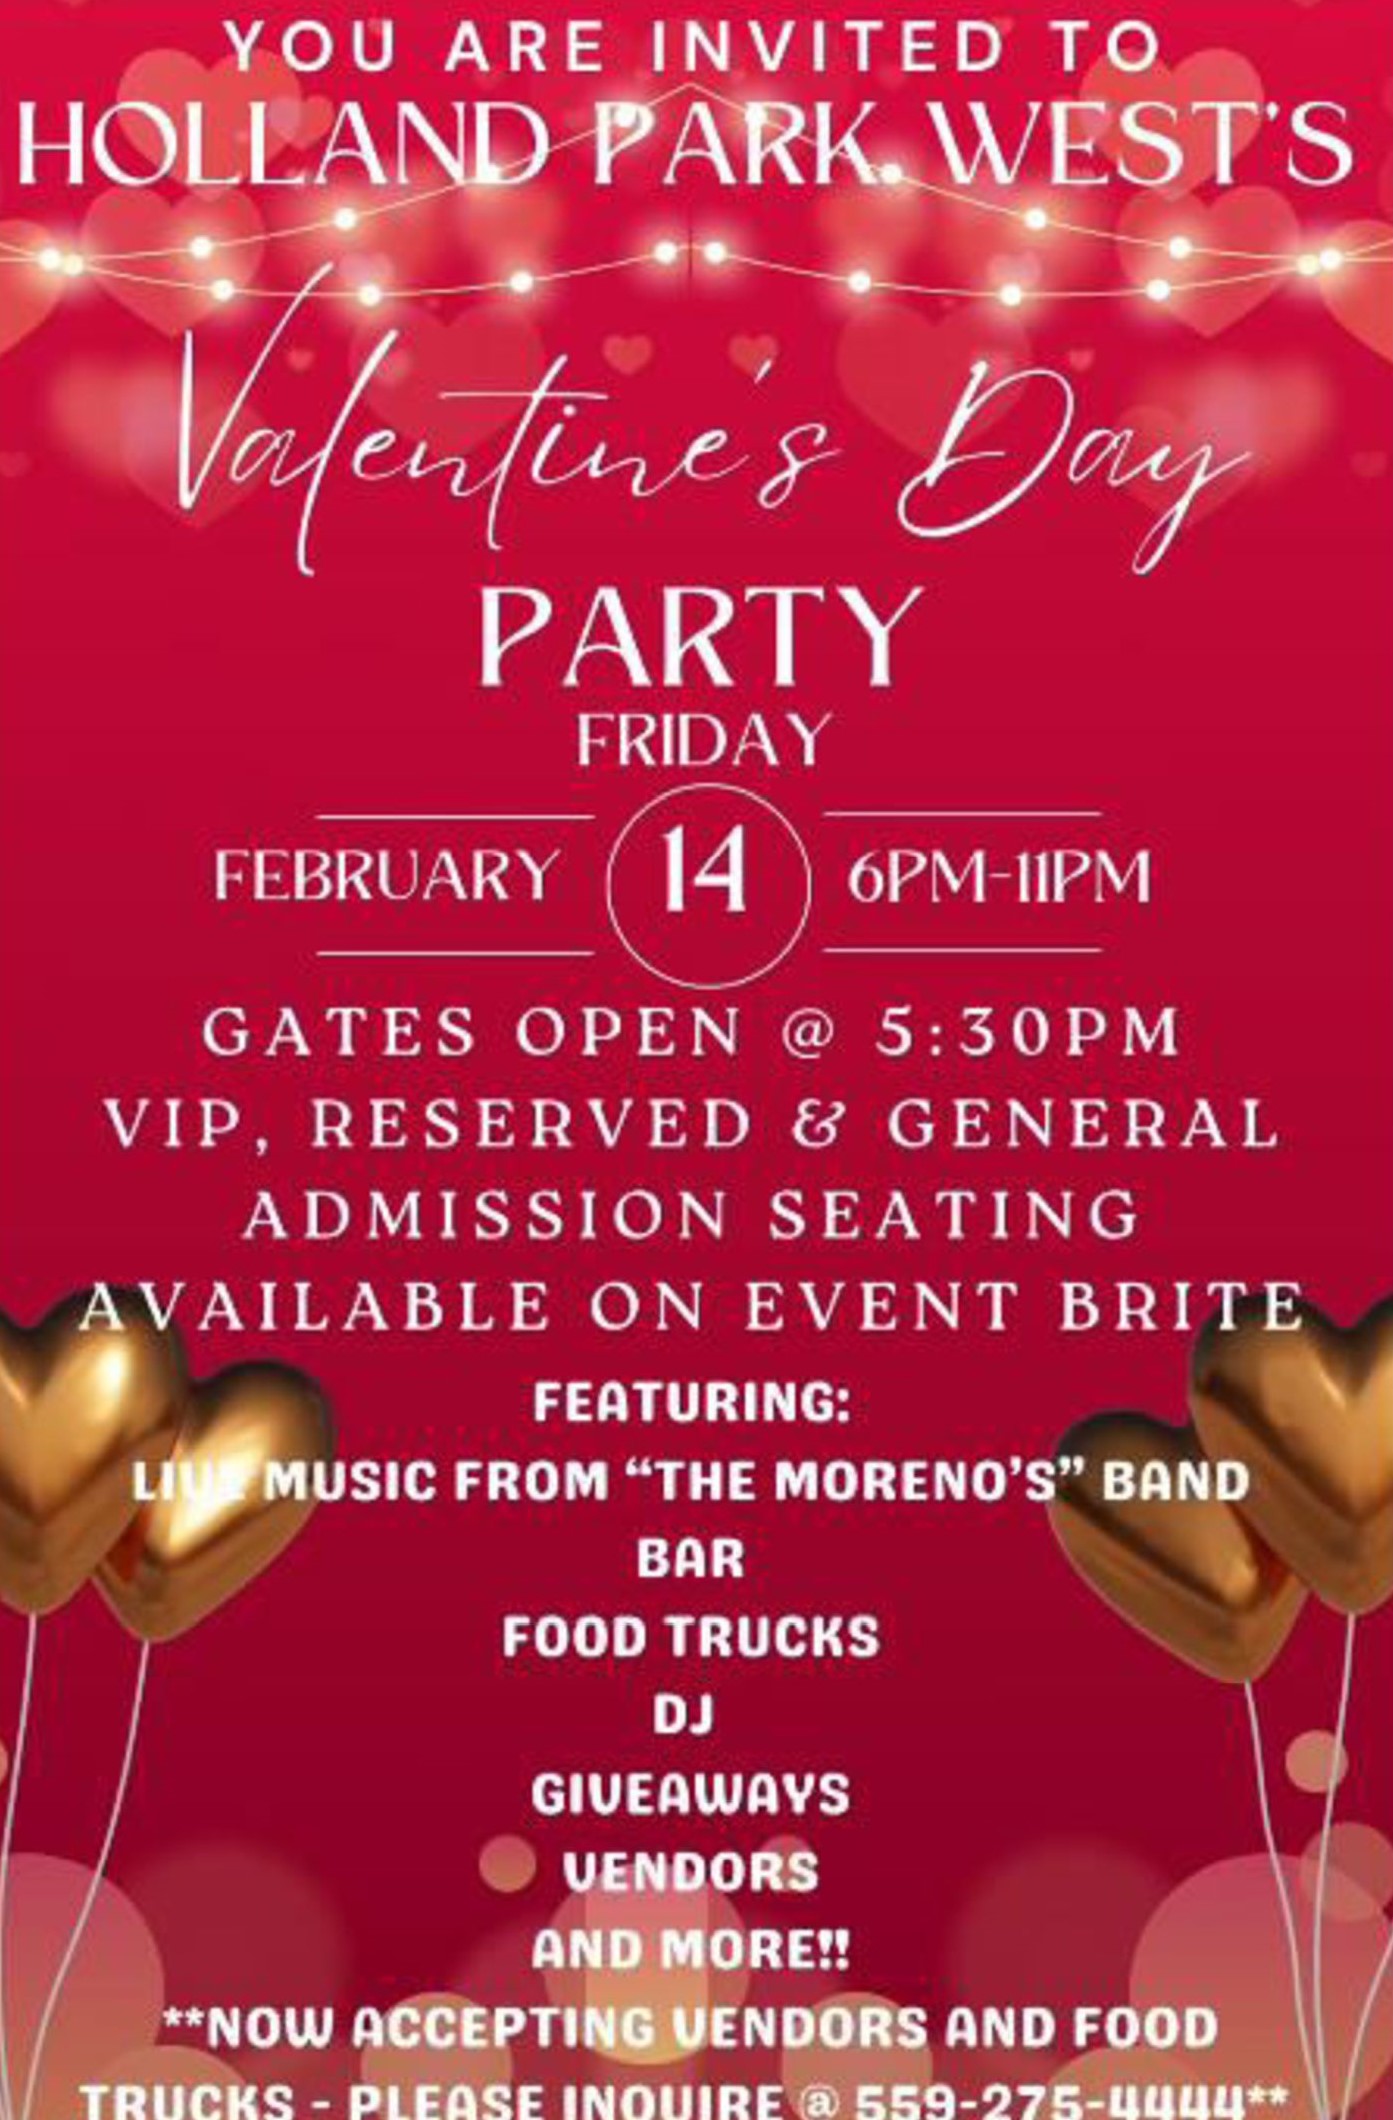 YOU ARE INVITED TO
HOLLAND PARK WEST'S
Valentine's Day
PARTY
FRIDAY
FEBRUARY 14 6PM-11PM
GATES OPEN @ 5:30PM
VIP, RESERVED & GENERAL
ADMISSION SEATING
AVAILABLE ON EVENT BRITE
FEATURING:
LIVE MUSIC FROM “THE MORENO’S” BAND
BAR
FOOD TRUCKS
DJ
GIVEAWAYS
VENDORS
AND MORE!!
**NOW ACCEPTING VENDORS AND FOOD
TRUCKS - PLEASE INQUIRE @ 559-275-4444**